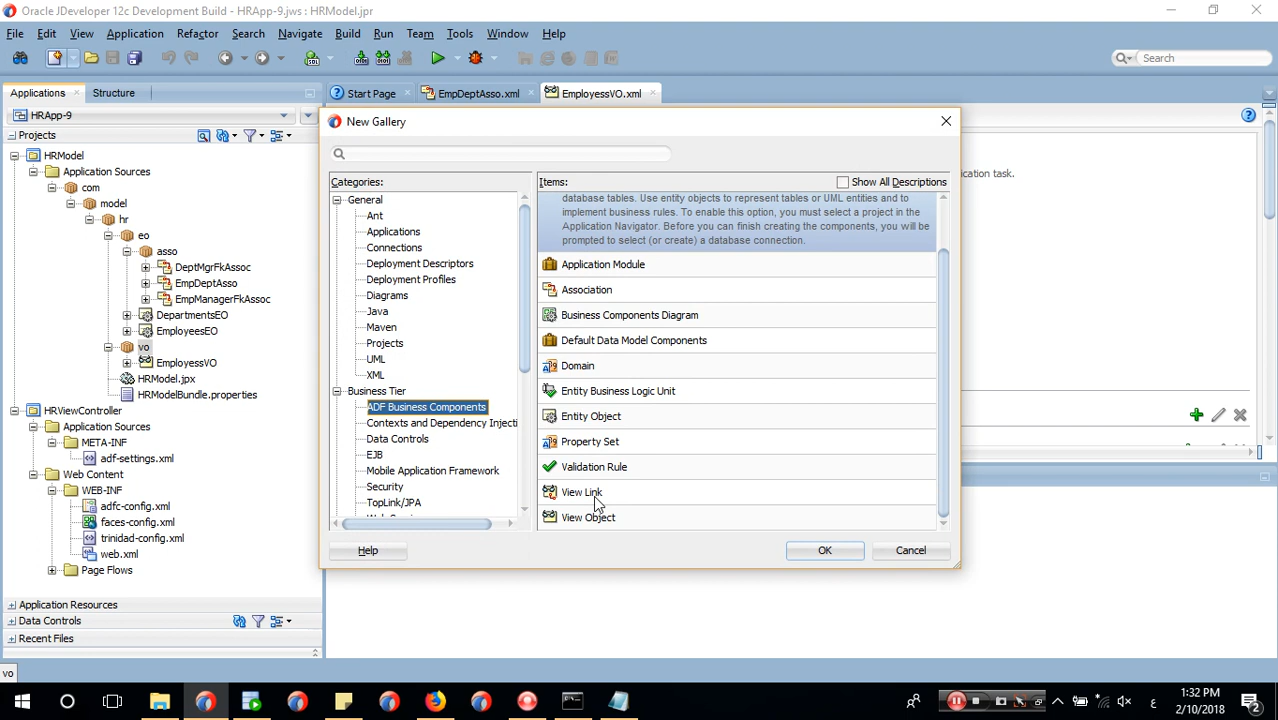 Oracle JDeveloper 12c Development Build - HRApp-9.jws : HRModel.jpr
File Edit View Application Refactor Search Navigate Build Run Team Tools Window Help
Search
Applications Structure
Start Page EmpDeptAsso.xml EmployessVO.xml
HRApp-9
Projects
HRModel
Application Sources
com
model
hr
eo
asso
DeptMgrFkAssoc
EmpDeptAsso
EmpManagerFkAssoc
DepartmentsEO
EmployeesEO
vo
EmployessVO
HRModel.jpx
HRModelBundle.properties
HRViewController
Application Sources
META-INF
adf-settings.xml
Web Content
WEB-INF
adfc-config.xml
faces-config.xml
trinidad-config.xml
web.xml
Page Flows
Application Resources
Data Controls
Recent Files
vo
New Gallery
Categories:
General
Ant
Applications
Connections
Deployment Descriptors
Deployment Profiles
Diagrams
Java
Maven
Projects
UML
XML
Business Tier
ADF Business Components
Contexts and Dependency Injecti
Data Controls
EJB
Mobile Application Framework
Security
TopLink/JPA
Items: Show All Descriptions
database tables. Use entity objects to represent tables or UML entities and to
implement business rules. To enable this option, you must select a project in the
Application Navigator. Before you can finish creating the components, you will be
prompted to select (or create) a database connection.
Application Module
Association
Business Components Diagram
Default Data Model Components
Domain
Entity Business Logic Unit
Entity Object
Property Set
Validation Rule
View Link
View Object
Help OK Cancel
ication task.
ع 1:32 PM
2/10/2018
2